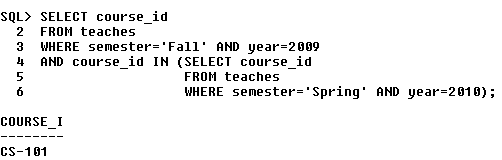 SQL> SELECT course_id
  2  FROM teaches
  3  WHERE semester='Fall' AND year=2009
  4  AND course_id IN (SELECT course_id
  5                    FROM teaches
  6                    WHERE semester='Spring' AND year=2010);
COURSE_I
--------
CS-101